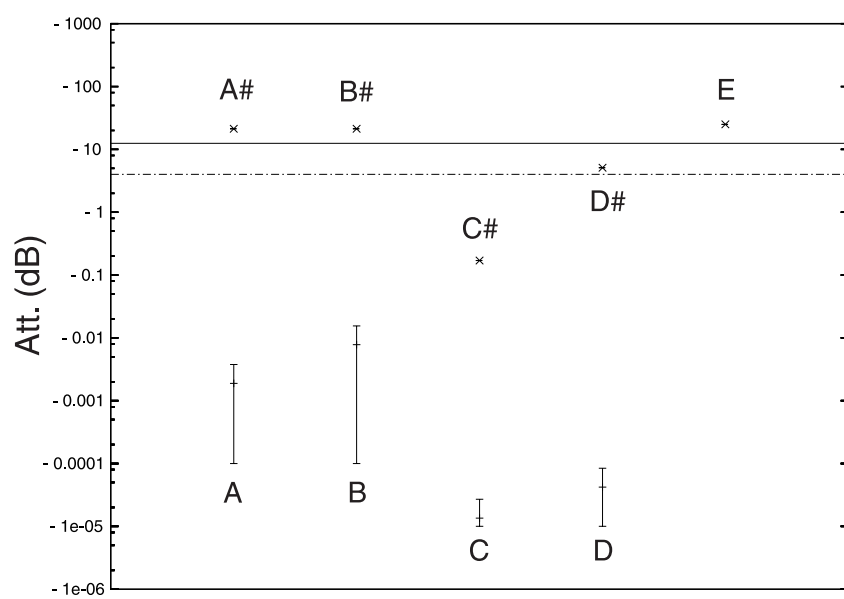 - 1000
- 100
- 10
- 1
- 0.1
- 0.01
- 0.001
- 0.0001
- 1e-05
- 1e-06
Att. (dB)
A# B# E
D#
C#
A B
C D